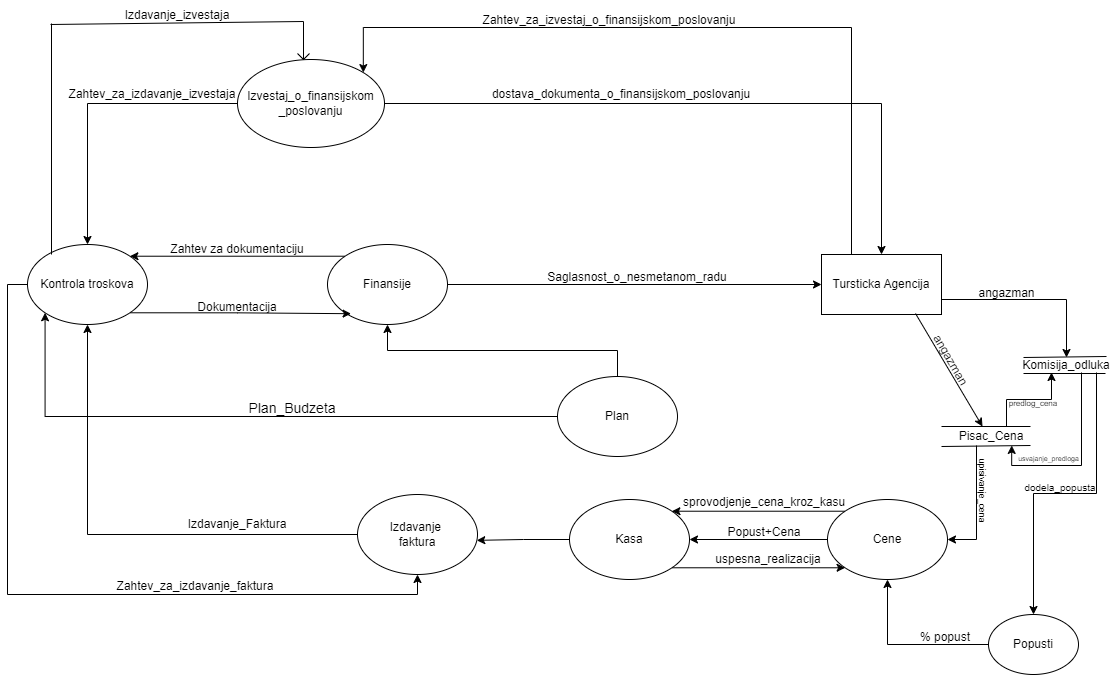 Izdavanje_izvestaja
Zahtev_za_izvestaj_o_finansijskom_poslovanju
Zahtev_za_izdavanje_izvestaja
Izvestaj_o_finansijskom
_poslovanju
dostava_dokumenta_o_finansijskom_poslovanju
Zahtev za dokumentaciju
Kontrola troskova
Finansije
Saglasnost_o_nesmetanom_radu
Tursticka Agencija
angazman
Dokumentacija
angazman
Komisija_odluka
predlog_cena
Plan_Budzeta
Plan
Pisac_Cena
usvajanje_predloga
upisivanje_cena
dodela_popusta
sprovodjenje_cena_kroz_kasu
Izdavanje_Faktura
Izdavanje
faktura
Kasa
Popust+Cena
Cene
uspesna_realizacija
Zahtev_za_izdavanje_faktura
% popust
Popusti